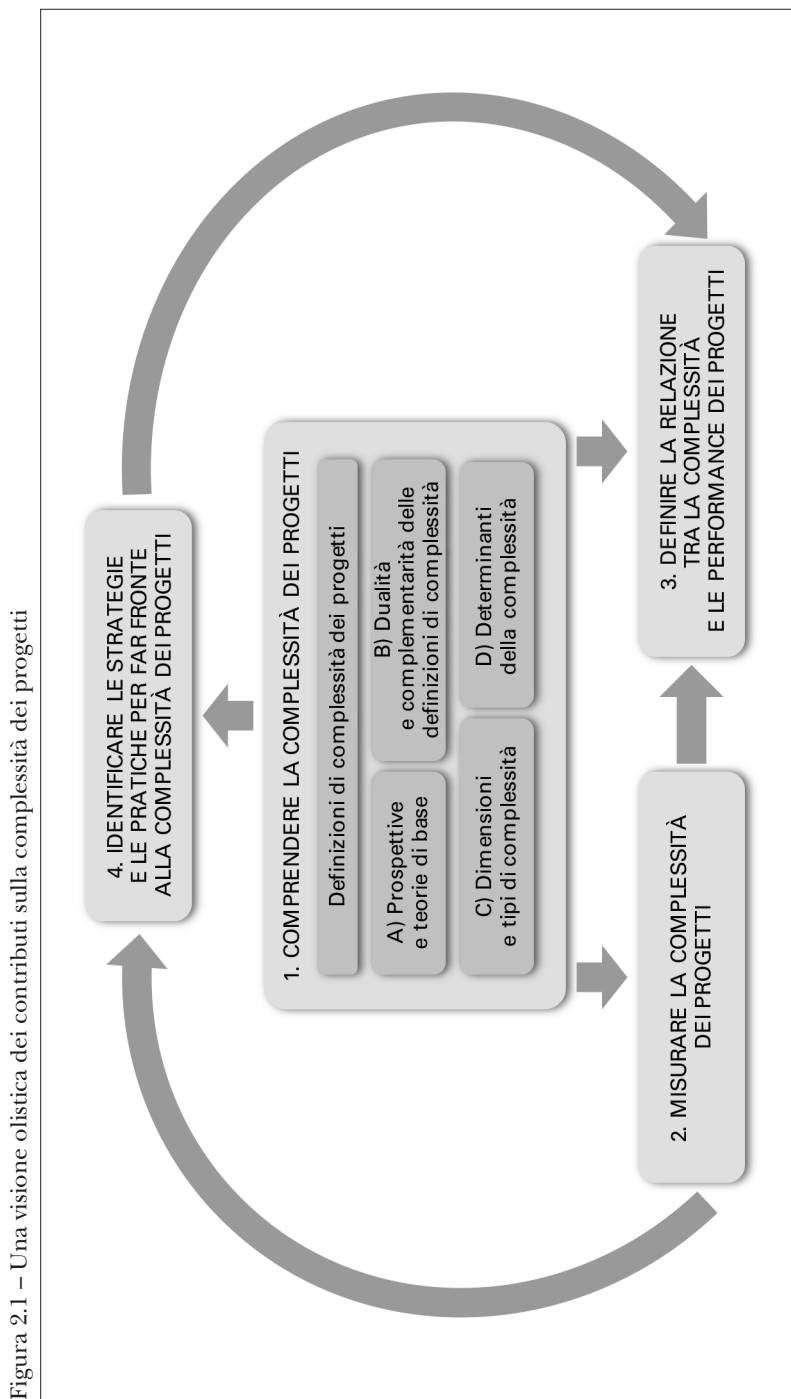 Figura 2.1 – Una visione olistica dei contributi sulla complessità dei progetti
4. IDENTIFICARE LE STRATEGIE
E LE PRATICHE PER FAR FRONTE
ALLA COMPLESSITÀ DEI PROGETTI
1. COMPRENDERE LA COMPLESSITÀ DEI PROGETTI
Definizioni di complessità dei progetti
A) Prospettive
e teorie di base
B) Dualità
e complementarità delle
definizioni di complessità
C) Dimensioni
e tipi di complessità
D) Determinanti
della complessità
2. MISURARE LA COMPLESSITÀ
DEI PROGETTI
3. DEFINIRE LA RELAZIONE
TRA LA COMPLESSITÀ
E LE PERFORMANCE DEI PROGETTI